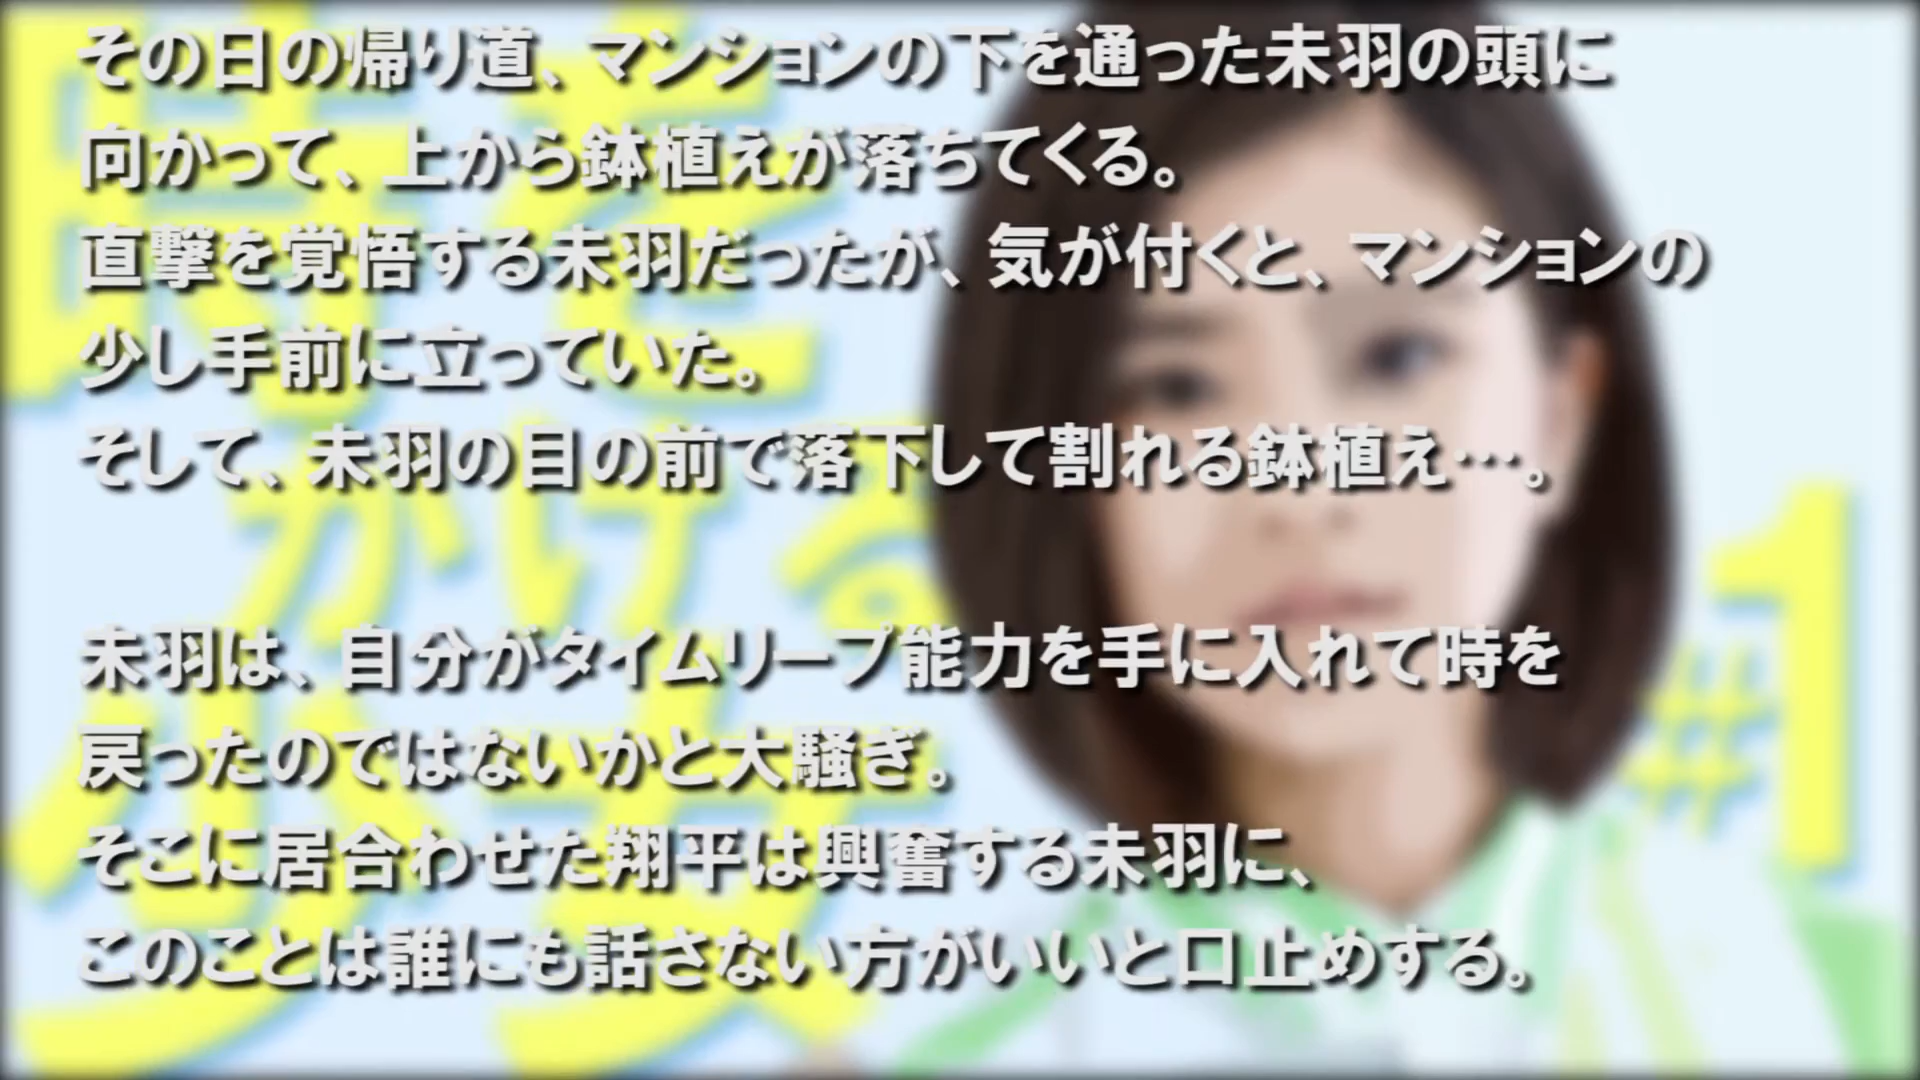 その日の帰り道、マンションの下を通った未羽の頭に
向かって、上から鉢植えが落ちてくる。
直撃を覚悟する未羽だったが、気が付くと、マンションの
少し手前に立っていた。
そして、未羽の目の前で落下して割れる鉢植え…。
未羽は、自分がタイムリープ能力を手に入れて時を
戻ったのではないかと大騒ぎ。
そこに居合わせた翔平は興奮する未羽に、
このことは誰にも話さない方がいいと口止めする。
時を
かける
少女
#1